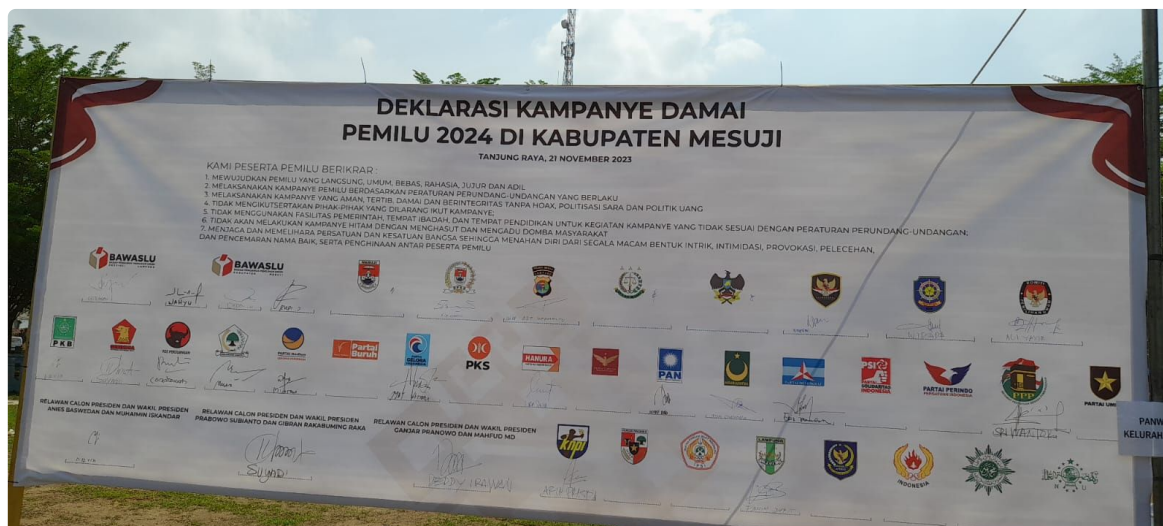 DEKLARASI KAMPANYE DAMAI
PEMILU 2024 DI KABUPATEN MESUJI
TANJUNG RAYA, 21 NOVEMBER 2023
KAMI PESERTA PEMILU BERIKRAR :
1. MEWUJUDKAN PEMILU YANG LANGSUNG, UMUM, BEBAS, RAHASIA, JUJUR DAN ADIL
2. MELAKSANAKAN KAMPANYE PEMILU BERDASARKAN PERATURAN PERUNDANG-UNDANGAN YANG BERLAKU
3. MELAKSANAKAN KAMPANYE YANG AMAN, TERTIB, DAMAI DAN BERINTEGRITAS TANPA HOAX, POLITISASI SARA DAN POLITIK UANG
4. TIDAK MENGIKUTSERTAKAN PIHAK-PIHAK YANG DILARANG IKUT KAMPANYE;
5. TIDAK MENGGUNAKAN FASILITAS PEMERINTAH, TEMPAT IBADAH, DAN TEMPAT PENDIDIKAN UNTUK KEGIATAN KAMPANYE YANG TIDAK SESUAI DENGAN PERATURAN PERUNDANG-UNDANGAN;
6. TIDAK AKAN MELAKUKAN KAMPANYE HITAM DENGAN MENGHASUT DAN MENGADU DOMBA MASYARAKAT
7. MENJAGA DAN MEMELIHARA PERSATUAN DAN KESATUAN BANGSA SEHINGGA MENAHAN DIRI DARI SEGALA MACAM BENTUK INTRIK, INTIMIDASI, PROVOKASI, PELECEHAN,
DAN PENCEMARAN NAMA BAIK, SERTA PENGHINAAN ANTAR PESERTA PEMILU
BAWASLU BAWASLU
WAHYU
PKB
Partai Buruh
GELORA
PKS
HANURA
PAN
PSI
PARTAI PERINDO
PPP
PARTAI
RELAWAN CALON PRESIDEN DAN WAKIL PRESIDEN
ANIES BASWEDAN DAN MUHAIMIN ISKANDAR
RELAWAN CALON PRESIDEN DAN WAKIL PRESIDEN
PRABOWO SUBIANTO DAN GIBRAN RAKABUMING RAKA
RELAWAN CALON PRESIDEN DAN WAKIL PRESIDEN
GANJAR PRANOWO DAN MAHFUD MD
PANW
KELURAH
knpi
INDONESIA
N U